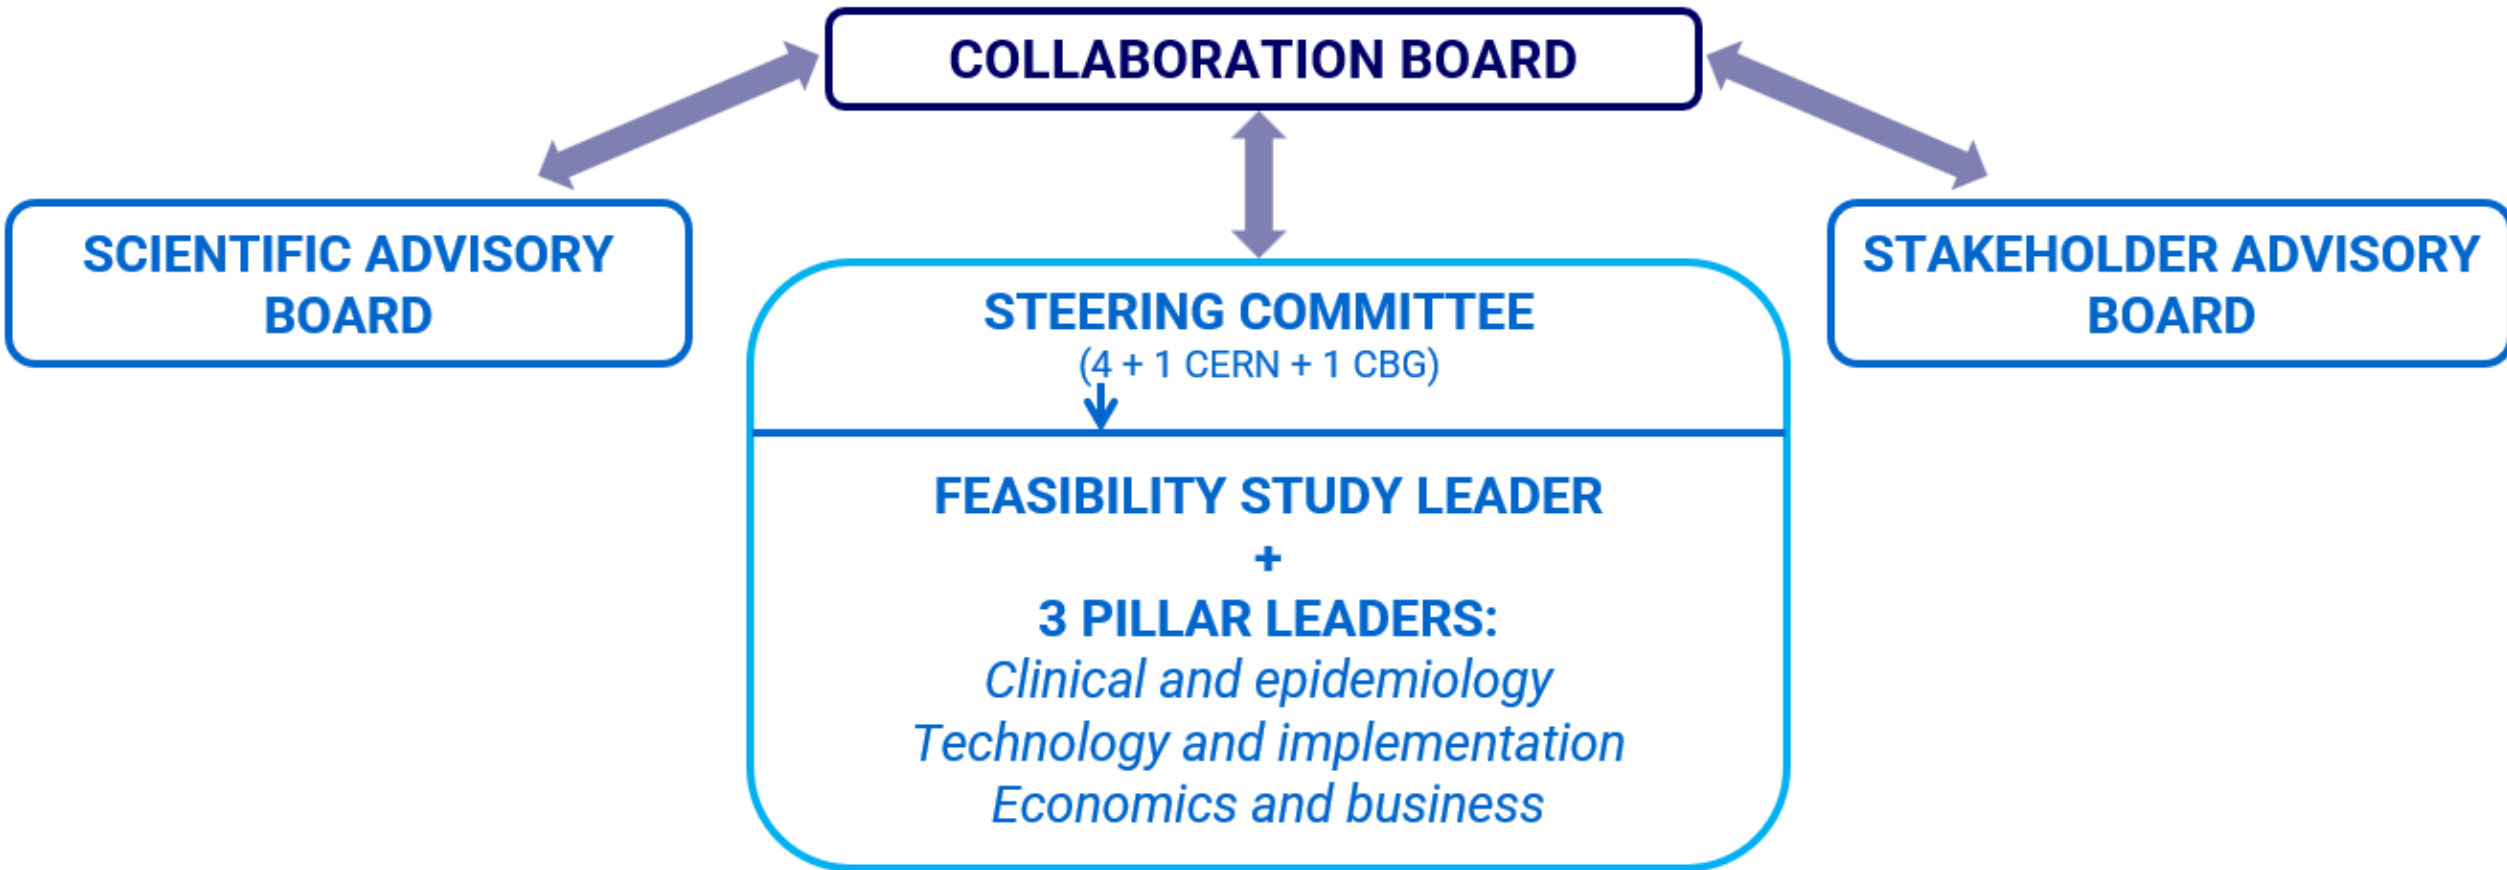 COLLABORATION BOARD
SCIENTIFIC ADVISORY
BOARD
STEERING COMMITTEE
(4 + 1 CERN + 1 CBG)
FEASIBILITY STUDY LEADER
+
3 PILLAR LEADERS:
Clinical and epidemiology
Technology and implementation
Economics and business
STAKEHOLDER ADVISORY
BOARD